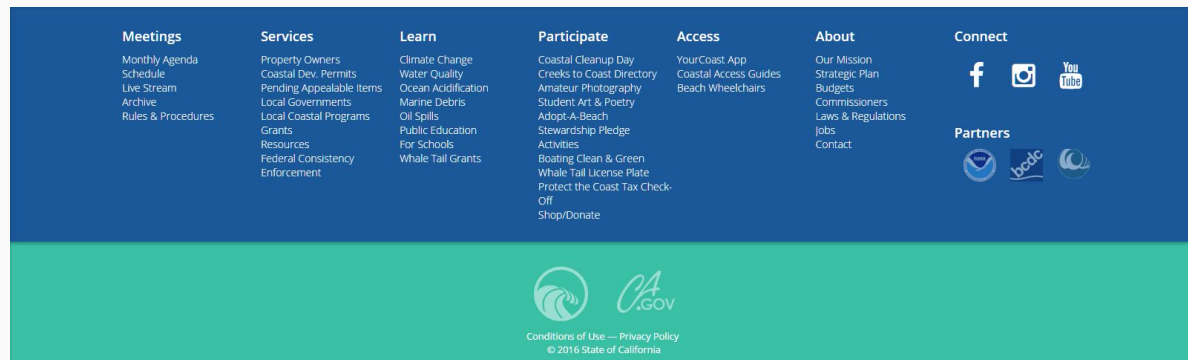 Meetings
Monthly Agenda
Schedule
Live Stream
Archive
Rules & Procedures
Services
Property Owners
Coastal Dev. Permits
Pending Appealable Items
Local Governments
Local Coastal Programs
Grants
Resources
Federal Consistency
Enforcement
Learn
Climate Change
Water Quality
Ocean Acidification
Marine Debris
Oil Spills
Public Education
For Schools
Whale Tail Grants
Participate
Coastal Cleanup Day
Creeks to Coast Directory
Amateur Photography
Student Art & Poetry
Adopt-A-Beach
Stewardship Pledge
Activities
Boating Clean & Green
Whale Tail License Plate
Protect the Coast Tax Check-
Off
Shop/Donate
Access
YourCoast App
Coastal Access Guides
Beach Wheelchairs
About
Our Mission
Strategic Plan
Budgets
Commissioners
Laws & Regulations
Jobs
Contact
Connect
You
Tube
Partners
bcdc
CA
.GOV
Conditions of Use — Privacy Policy
© 2016 State of California